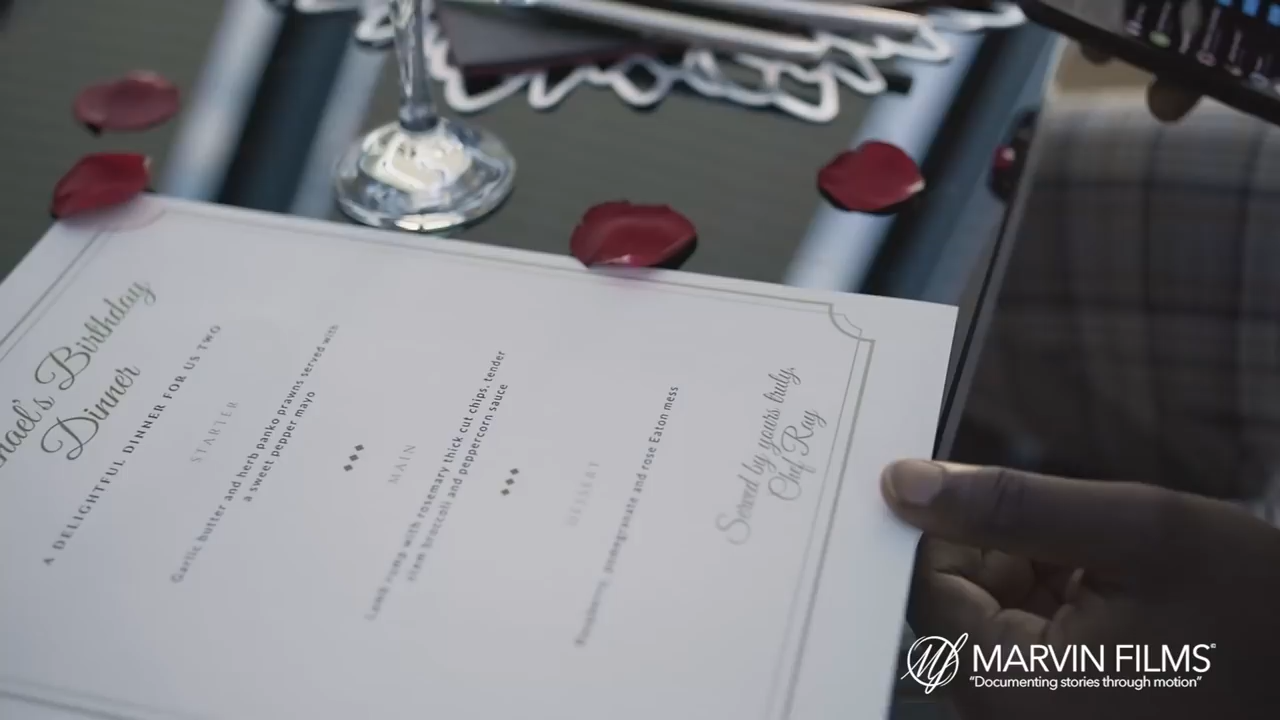 hael's Birthday
Dinner
A DELIGHTFUL DINNER FOR US TWO
STARTER
Garlic butter and herb panko prawns served with
a sweet pepper mayo
MAIN
Lamb rump with rosemary thick cut chips, tender
stem broccoli and peppercorn sauce
DESSERT
pomegranate and rose Eaton mess
Served by yours truly,
Chef Ray
MARVIN FILMS©
"Documenting stories through motion"